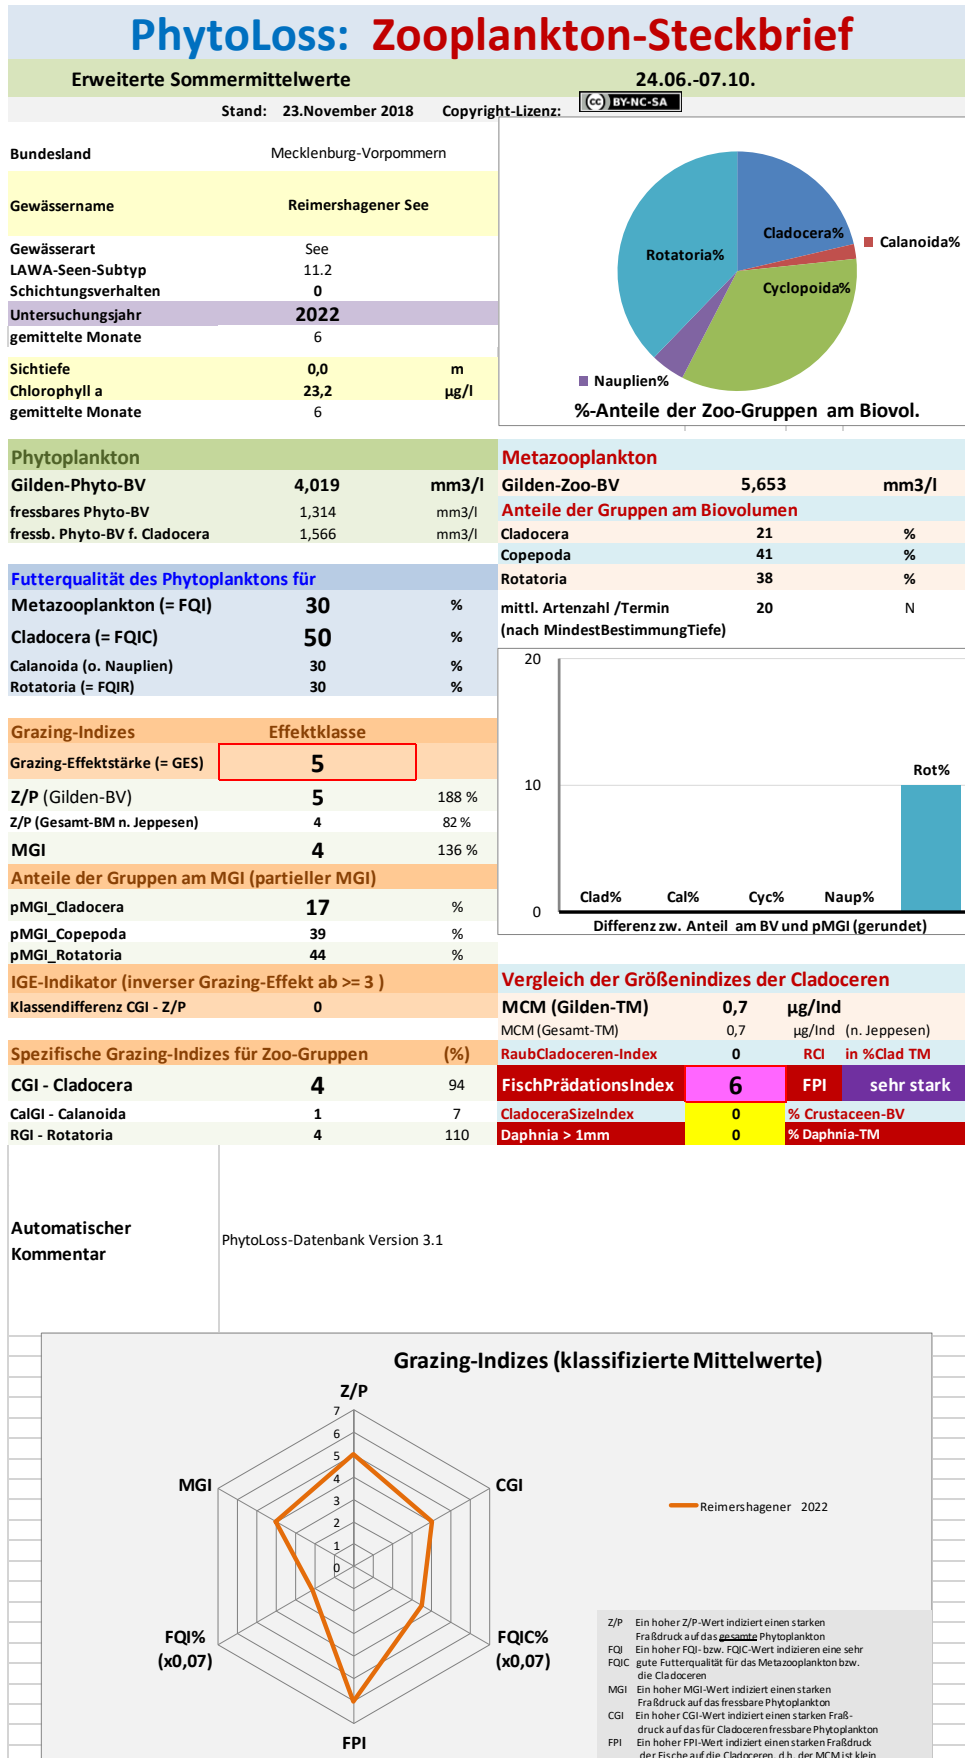 PhytoLoss: Zooplankton-Steckbrief
Erweiterte Sommermittelwerte 24.06.-07.10.
Stand: 23.November 2018 Copyright-Lizenz: cc BY-NC-SA
Bundesland Mecklenburg-Vorpommern
Gewässername Reimershagener See
Gewässerart See
LAWA-Seen-Subtyp 11.2
Schichtungsverhalten 0
Untersuchungsjahr 2022
gemittelte Monate 6
Sichtiefe 0,0 m
Chlorophyll a 23,2 µg/l
gemittelte Monate 6
Cladocera%
Calanoida%
Rotatoria%
Cyclopoida%
Nauplien%
%-Anteile der Zoo-Gruppen am Biovol.
Phytoplankton
Gilden-Phyto-BV 4,019 mm3/l
fressbares Phyto-BV 1,314 mm3/l
fressb. Phyto-BV f. Cladocera 1,566 mm3/l
Futterqualität des Phytoplanktons für
Metazooplankton (= FQI) 30 %
Cladocera (= FQIC) 50 %
Calanoida (o. Nauplien) 30 %
Rotatoria (= FQIR) 30 %
Metazooplankton
Gilden-Zoo-BV 5,653 mm3/l
Anteile der Gruppen am Biovolumen
Cladocera 21 %
Copepoda 41 %
Rotatoria 38 %
mittl. Artenzahl /Termin 20 N
(nach MindestBestimmungTiefe)
Grazing-Indizes Effektklasse
Grazing-Effektstärke (= GES) 5
Z/P (Gilden-BV) 5 188 %
Z/P (Gesamt-BM n. Jeppesen) 4 82 %
MGI 4 136 %
Anteile der Gruppen am MGI (partieller MGI)
pMGI_Cladocera 17 %
pMGI_Copepoda 39 %
pMGI_Rotatoria 44 %
IGE-Indikator (inverser Grazing-Effekt ab >= 3 )
Klassendifferenz CGI - Z/P 0
Spezifische Grazing-Indizes für Zoo-Gruppen (%)
CGI - Cladocera 4 94
CalGI - Calanoida 1 7
RGI - Rotatoria 4 110
20
10
0
Clad% Cal% Cyc% Naup% Rot%
Differenz zw. Anteil am BV und pMGI (gerundet)
Vergleich der Größenindizes der Cladoceren
MCM (Gilden-TM) 0,7 µg/Ind
MCM (Gesamt-TM) 0,7 µg/Ind (n. Jeppesen)
RaubCladoceren-Index 0 RCI in %Clad TM
FischPrädationsIndex 6 FPI sehr stark
CladoceraSizeIndex 0 % Crustaceen-BV
Daphnia > 1mm 0 % Daphnia-TM
Automatischer
Kommentar
PhytoLoss-Datenbank Version 3.1
Grazing-Indizes (klassifizierte Mittelwerte)
Z/P
7
6
5
4
3
2
1
0
MGI
CGI
FQI%
(x0,07)
FQIC%
(x0,07)
FPI
Reimershagener 2022
Z/P Ein hoher Z/P-Wert indiziert einen starken
Fraßdruck auf das gesamte Phytoplankton
FQI Ein hoher FQI- bzw. FQIC-Wert indizieren eine sehr
FQIC gute Futterqualität für das Metazooplankton bzw.
die Cladoceren
MGI Ein hoher MGI-Wert indiziert einen starken
Fraßdruck auf das fressbare Phytoplankton
CGI Ein hoher CGI-Wert indiziert einen starken Fraß-
druck auf das für Cladoceren fressbare Phytoplankton
FPI Ein hoher FPI-Wert indiziert einen starken Fraßdruck
der Fische auf die Cladoceren, d.h. der MCM ist klein